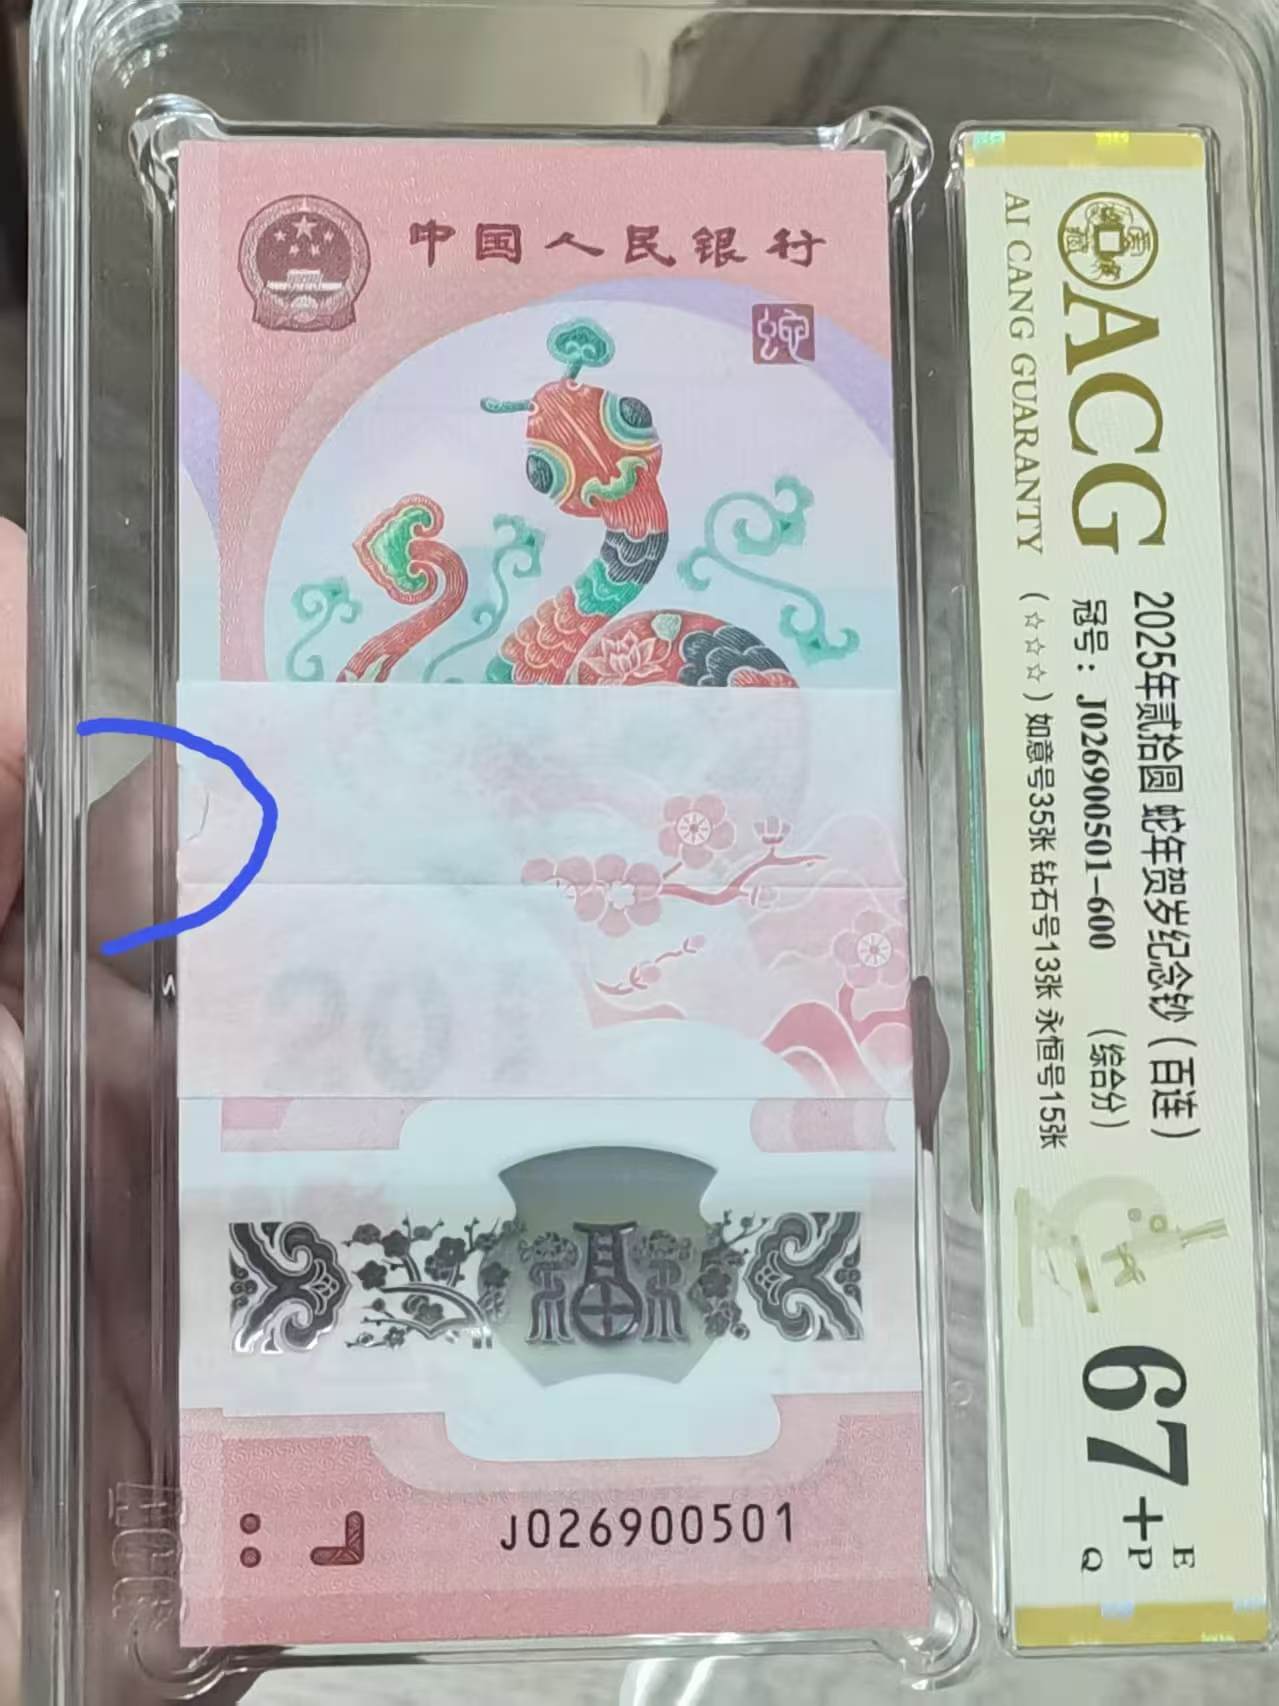 中国人民银行
蛇
福
J026900501
ACG
AI CANG GUARANTY
2025年贰拾圆 蛇年贺岁纪念钞（百连）
冠号：J026900501-600 （综合分）
（☆☆☆）如意号35张 钻石号13张 永恒号15张
67+
E
P
Q